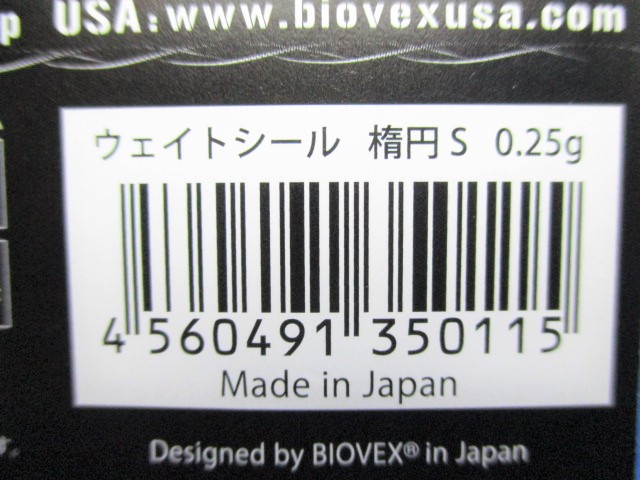 p USA:www.biovexusa.com
ウェイトシール 楕円S 0.25g
4 560491 350115
Made in Japan
Designed by BIOVEX® in Japan
す。